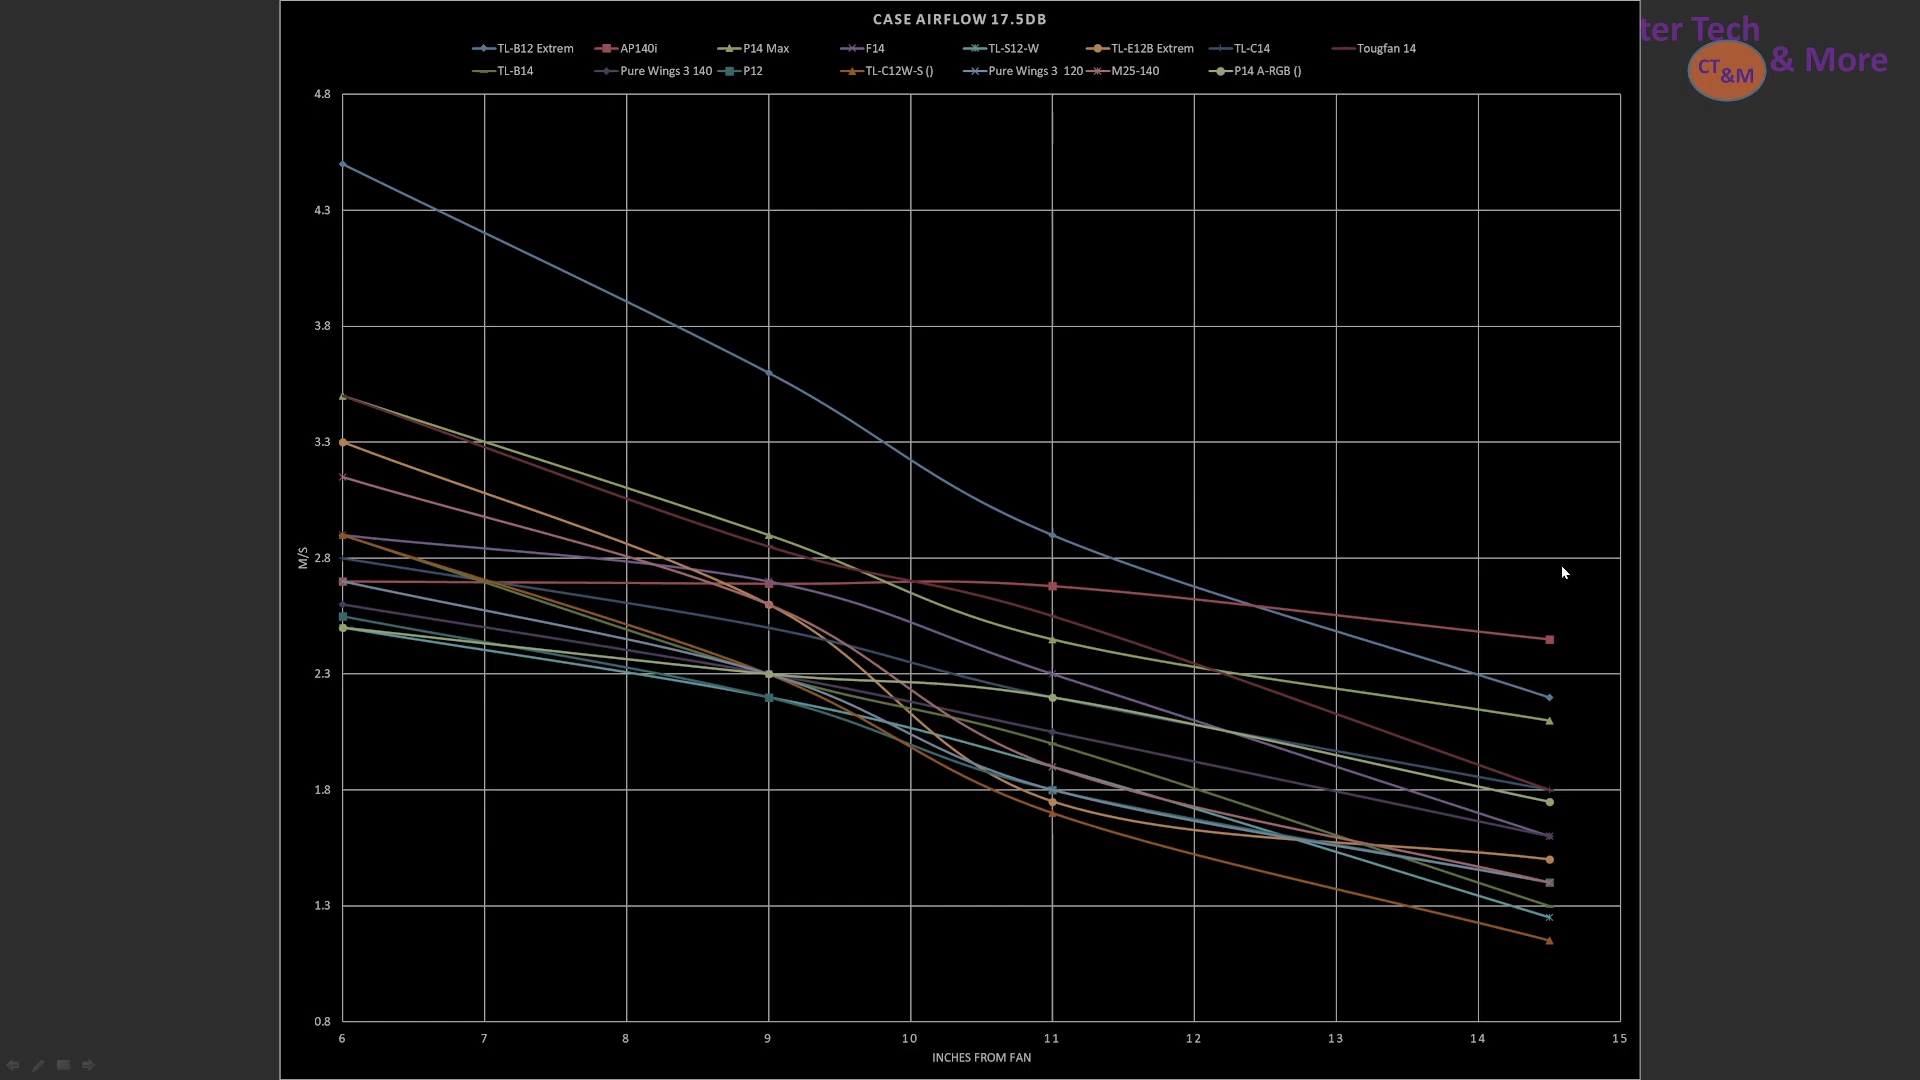 CASE AIRFLOW 17.5DB
ter Tech
& More
CT
&M
TL-B12 Extrem AP140i P14 Max F14 TL-S12-W TL-E12B Extrem TL-C14 Tougfan 14
TL-B14 Pure Wings 3 140 P12 TL-C12W-S () Pure Wings 3 120 M25-140 P14 A-RGB ()
4.8
4.3
3.8
3.3
2.8
2.3
1.8
1.3
0.8
M/S
6 7 8 9 10 11 12 13 14 15
INCHES FROM FAN